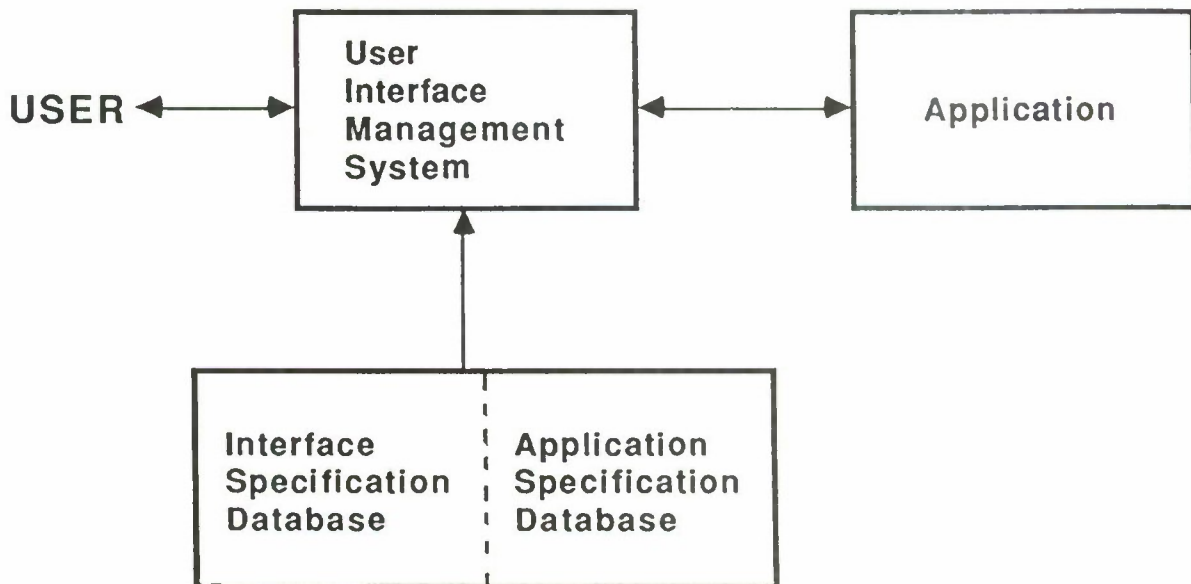 USER
User
Interface
Management
System
Application
Interface
Specification
Database
Application
Specification
Database